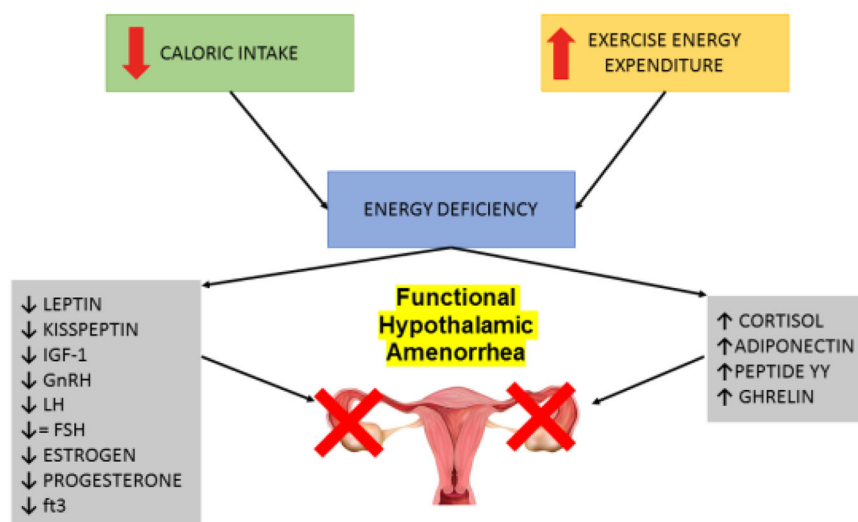 ↓ CALORIC INTAKE
↑ EXERCISE ENERGY
EXPENDITURE
ENERGY DEFICIENCY
↓ LEPTIN
↓ KISSPEPTIN
↓ IGF-1
↓ GnRH
↓ LH
↓= FSH
↓ ESTROGEN
↓ PROGESTERONE
↓ ft3
Functional
Hypothalamic
Amenorrhea
↑ CORTISOL
↑ADIPONECTIN
↑PEPTIDE YY
↑ GHRELIN